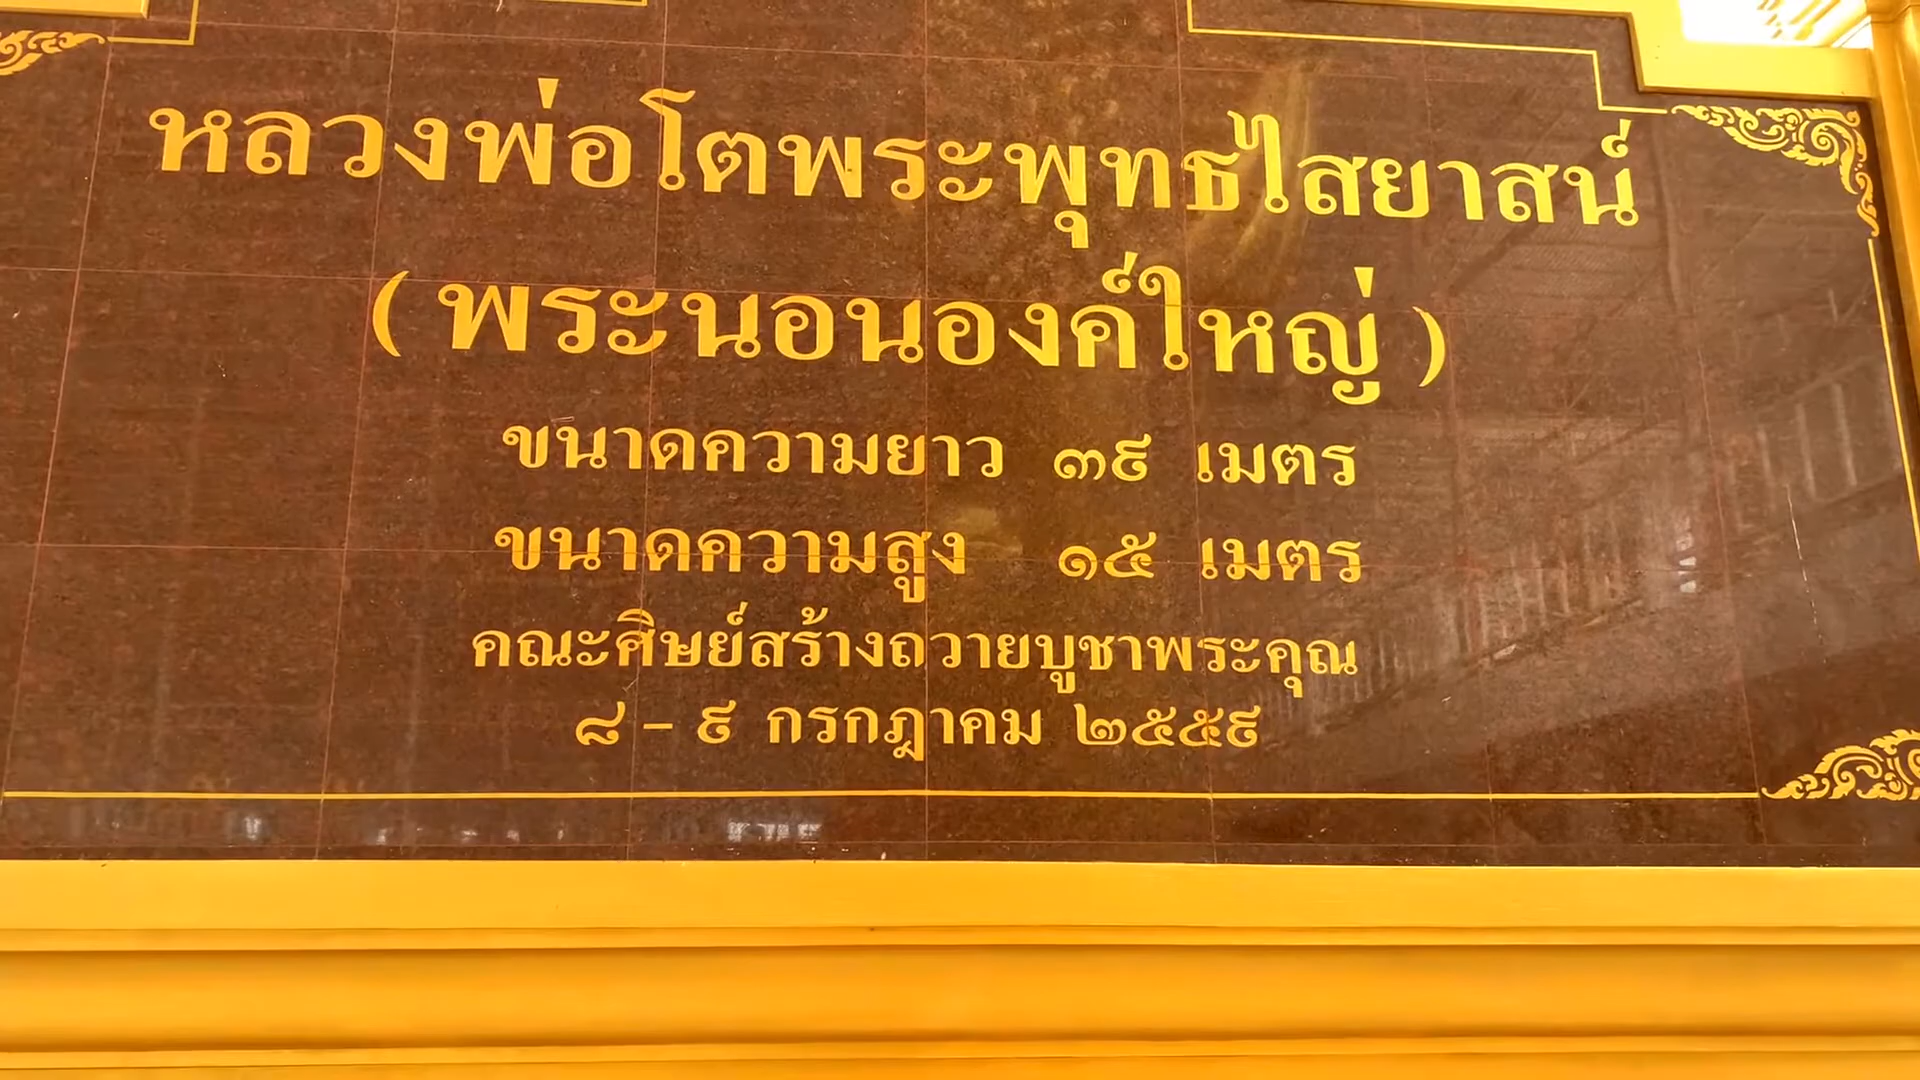 หลวงพ่อโตพระพุทธไสยาสน์
(พระนอนองค์ใหญ่)
ขนาดความยาว ๓๙ เมตร
ขนาดความสูง ๑๕ เมตร
คณะศิษย์สร้างถวายบูชาพระคุณ
๘ - ๙ กรกฎาคม ๒๕๕๙